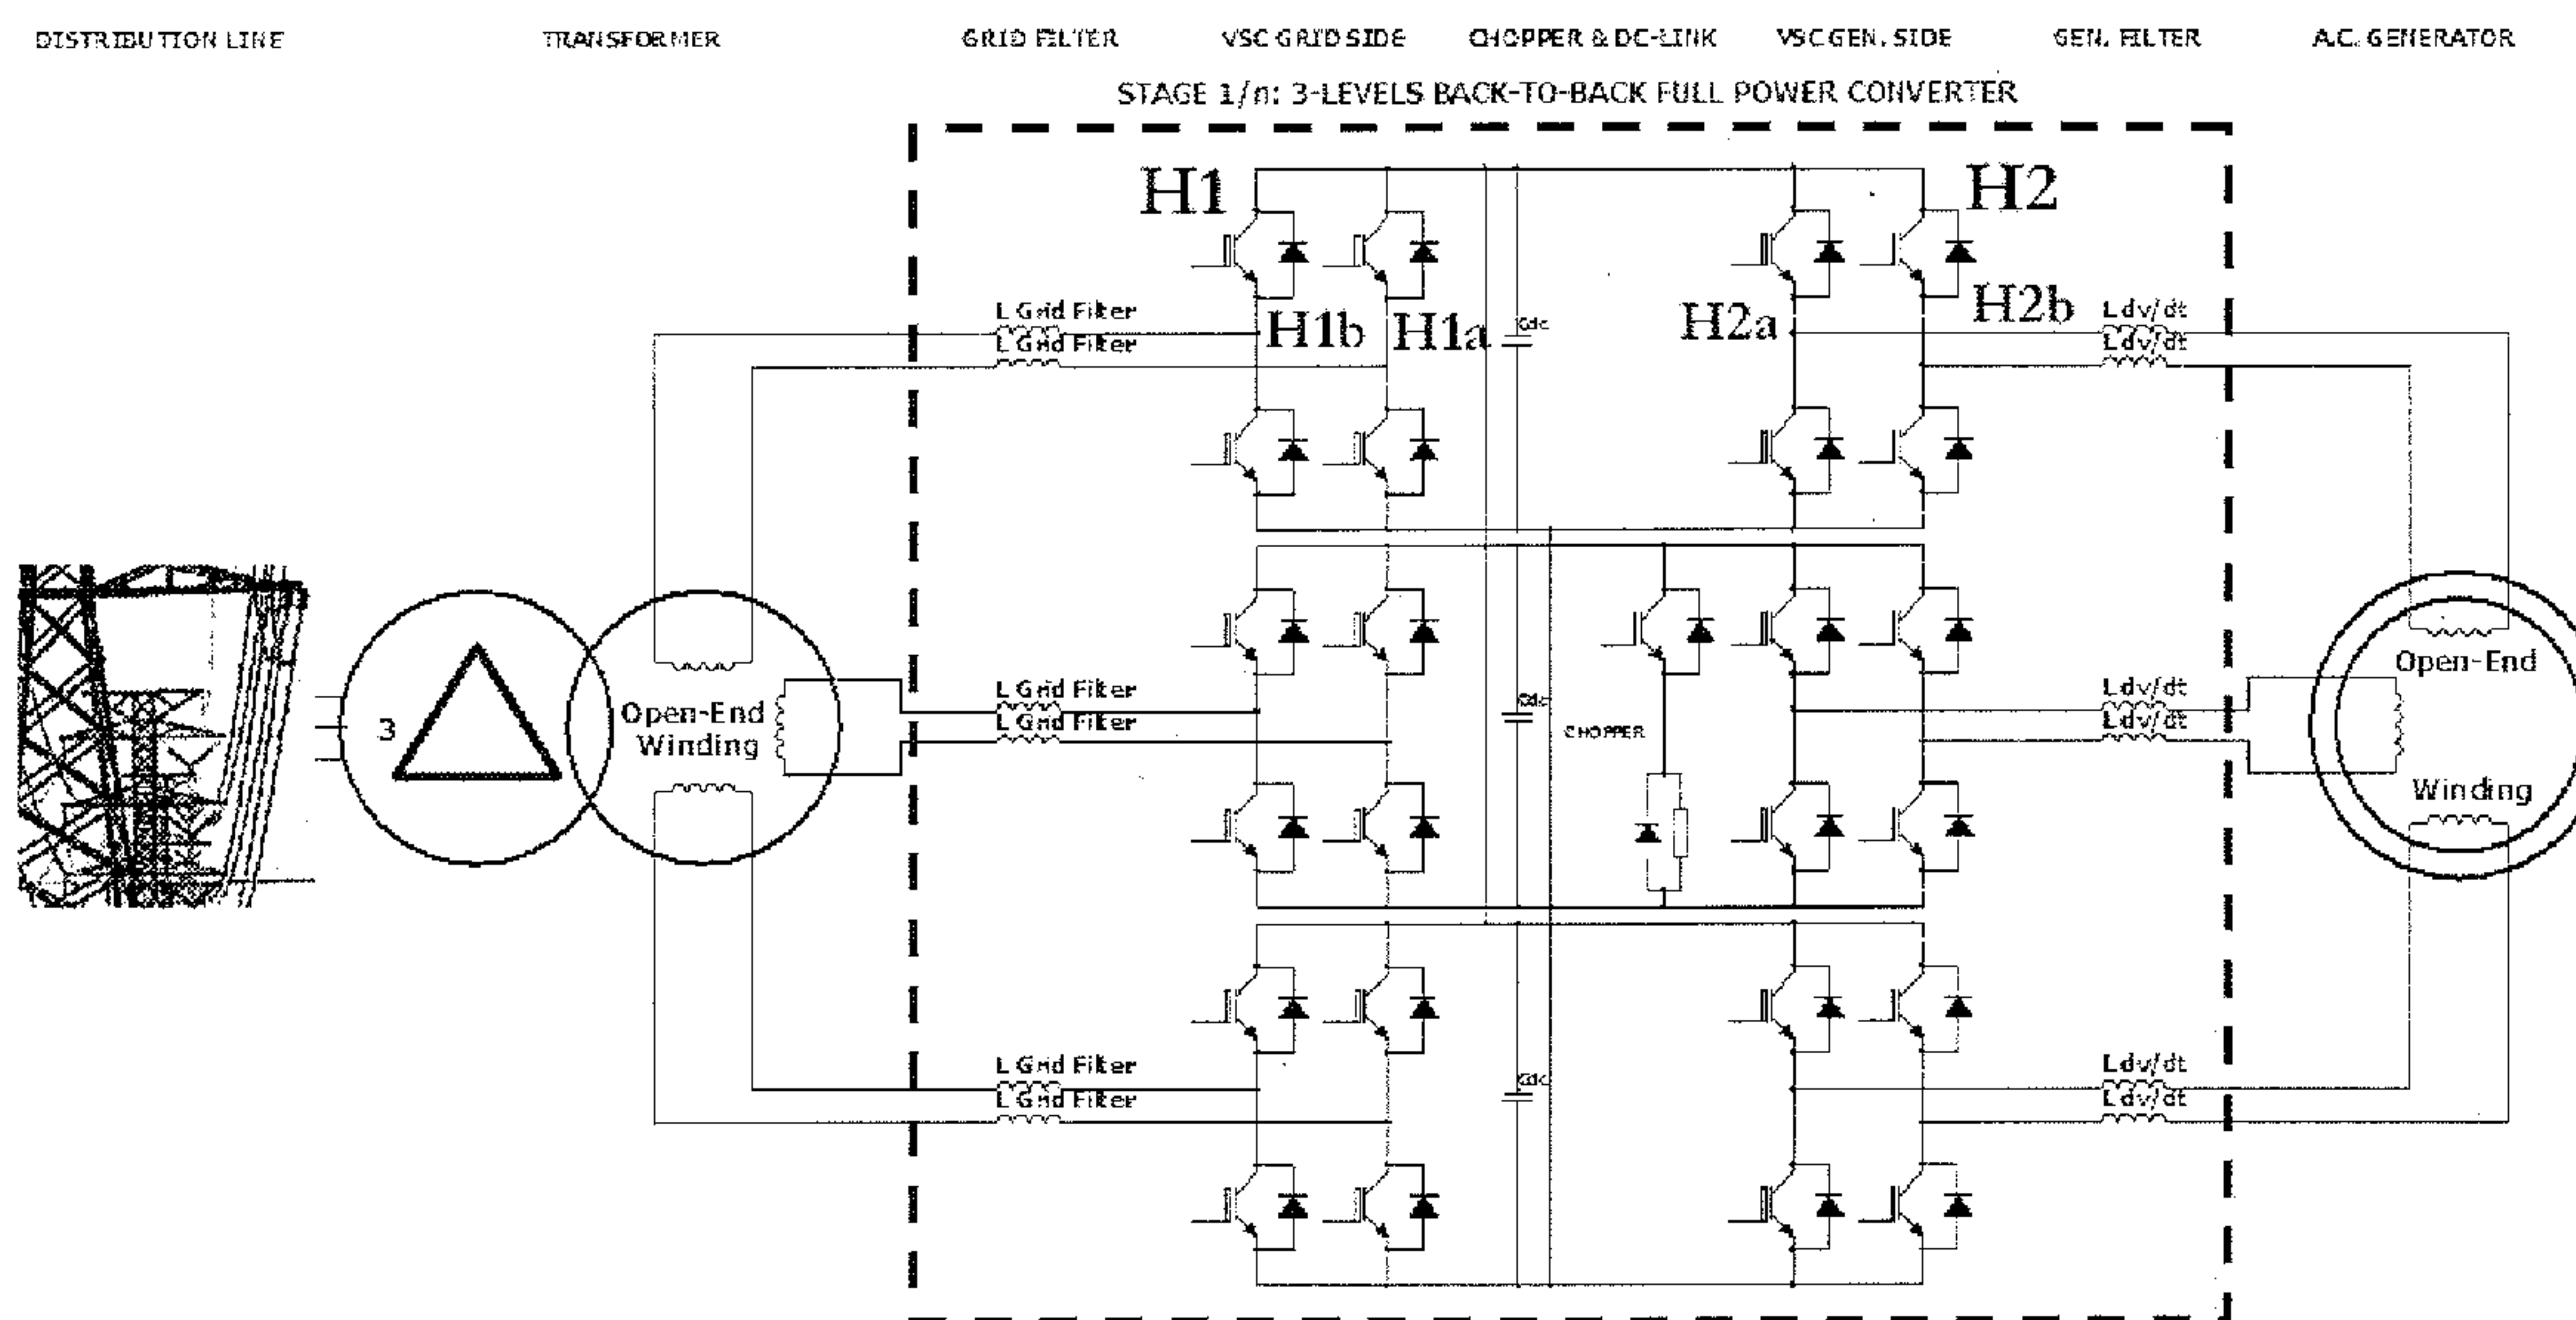 DISTRIBUTION LINE
TRANSFORMER
GRID FILTER
VSC GRID SIDE
CHOPPER & DC-LINK
VSC GEN. SIDE
GEN. FILTER
A.C. GENERATOR
STAGE 1/n: 3-LEVELS BACK-TO-BACK FULL POWER CONVERTER
H1
H2
L Grid Filter
L Grid Filter
H1b
H1a
Cdc
H2a
H2b
Ldv/dt
Ldv/dt
3
Open-End
Winding
L Grid Filter
L Grid Filter
Cdc
CHOPPER
Ldv/dt
Ldv/dt
Open-End
Winding
L Grid Filter
L Grid Filter
Cdc
Ldv/dt
Ldv/dt